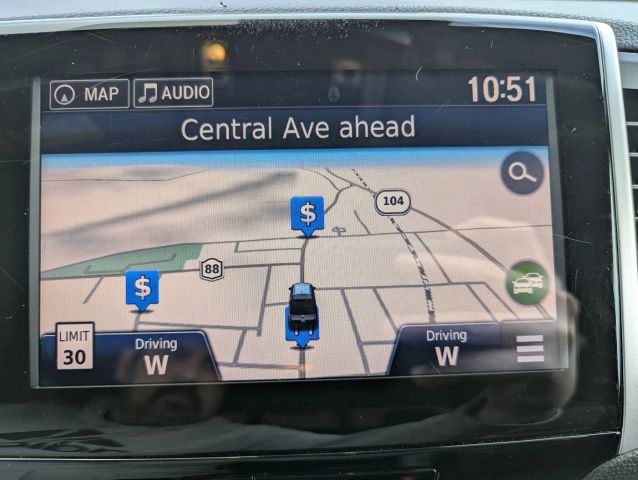 MAP
AUDIO
10:51
Central Ave ahead
$
104
88
$
LIMIT
30
Driving
W
Driving
W